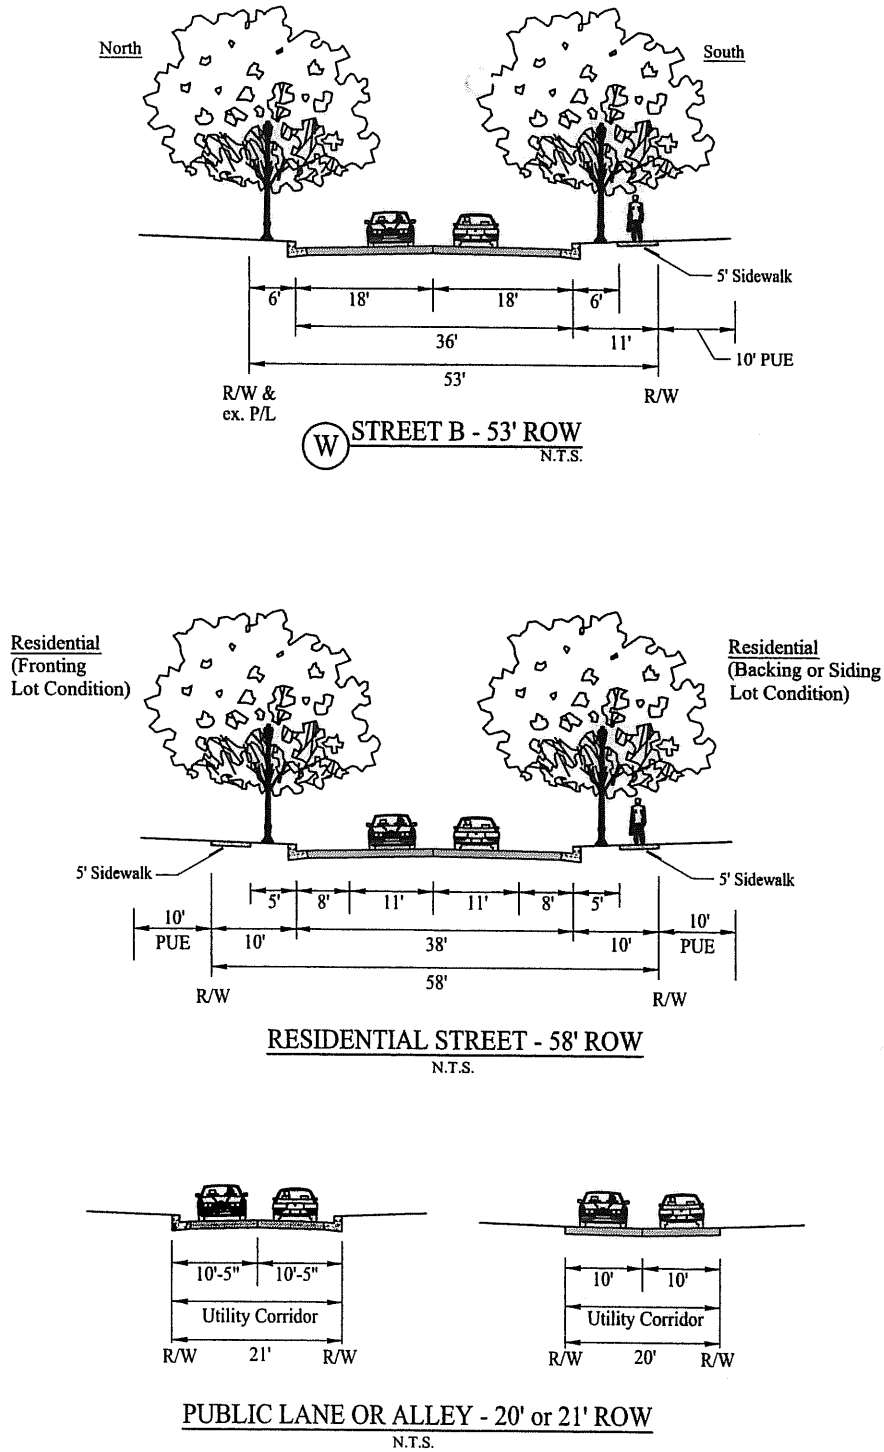 North
South
5' Sidewalk
6'
18'
18'
6'
36'
11'
10' PUE
53'
R/W &
ex. P/L
R/W
W
STREET B - 53' ROW
N.T.S.
Residential
(Fronting
Lot Condition)
Residential
(Backing or Siding
Lot Condition)
5' Sidewalk
5' Sidewalk
5'
8'
11'
11'
8'
5'
10'
PUE
10'
38'
10'
10'
PUE
58'
R/W
R/W
RESIDENTIAL STREET - 58' ROW
N.T.S.
10'-5"
10'-5"
Utility Corridor
R/W
21'
R/W
10'
10'
Utility Corridor
R/W
20'
R/W
PUBLIC LANE OR ALLEY - 20' or 21' ROW
N.T.S.